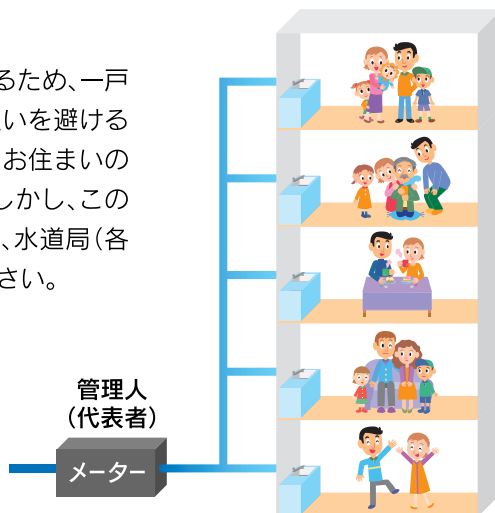 るため、一戸
いを避ける
お住まいの
しかし、この
、水道局（各
さい。
管理人
（代表者）
メーター